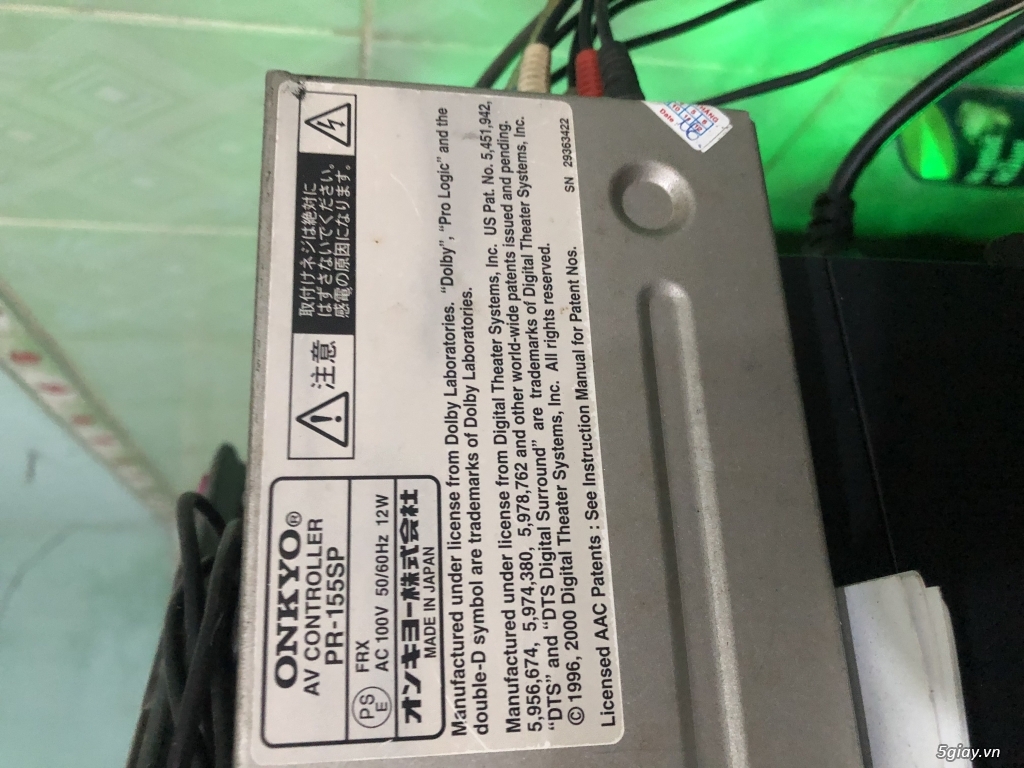 ONKYO®
AV CONTROLLER
PR-155SP
PS
E
FRX
AC 100V 50/60Hz 12W
オンキヨー株式会社
MADE IN JAPAN
注意
取付けネジは絶対に
はずさないでください。
感電の原因になります。
Manufactured under license from Dolby Laboratories. "Dolby", "Pro Logic" and the
double-D symbol are trademarks of Dolby Laboratories.
Manufactured under license from Digital Theater Systems, Inc. US Pat. No. 5,451,942,
5,956,674, 5,974,380, 5,978,762 and other world-wide patents issued and pending.
"DTS" and "DTS Digital Surround" are trademarks of Digital Theater Systems, Inc.
© 1996, 2000 Digital Theater Systems, Inc. All rights reserved.
Licensed AAC Patents : See Instruction Manual for Patent Nos.
SN 29363422
Date
5giay.vn